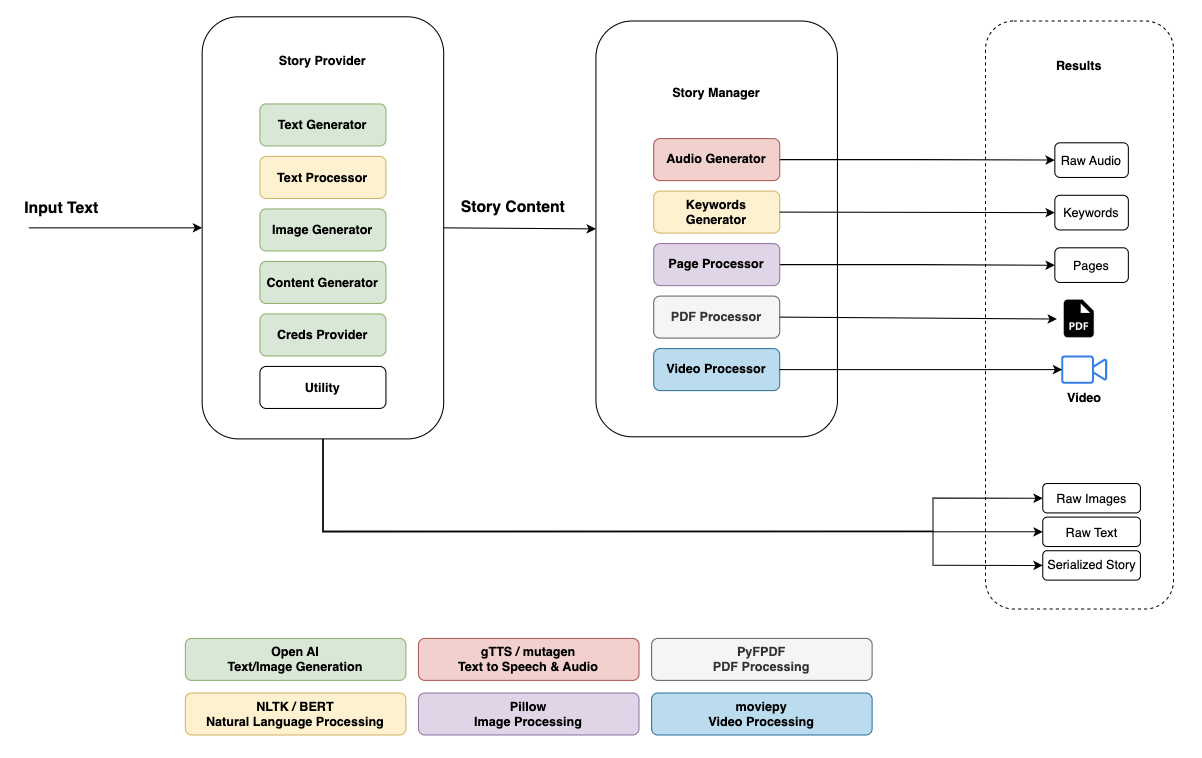 Input Text
Story Provider
Text Generator
Text Processor
Image Generator
Content Generator
Creds Provider
Utility
Story Content
Story Manager
Audio Generator
Keywords
Generator
Page Processor
PDF Processor
Video Processor
Results
Raw Audio
Keywords
Pages
PDF
Video
Raw Images
Raw Text
Serialized Story
Open AI
Text/Image Generation
gTTS / mutagen
Text to Speech & Audio
PyFPDF
PDF Processing
NLTK / BERT
Natural Language Processing
Pillow
Image Processing
moviepy
Video Processing